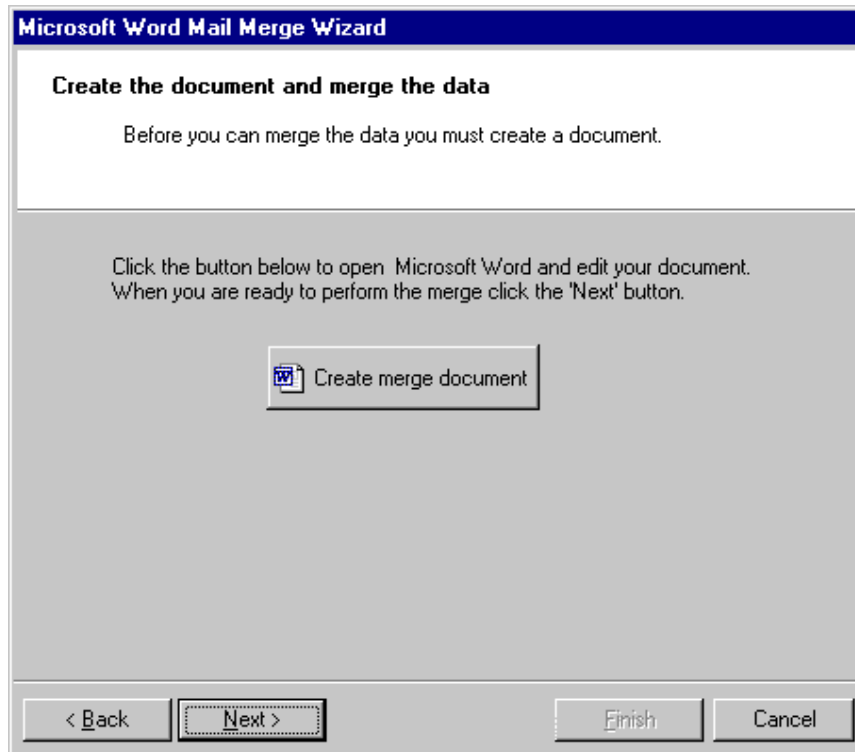 Microsoft Word Mail Merge Wizard
Create the document and merge the data
Before you can merge the data you must create a document.
Click the button below to open  Microsoft Word and edit your document.
When you are ready to perform the merge click the 'Next' button.
W Create merge document
< Back Next > Finish Cancel